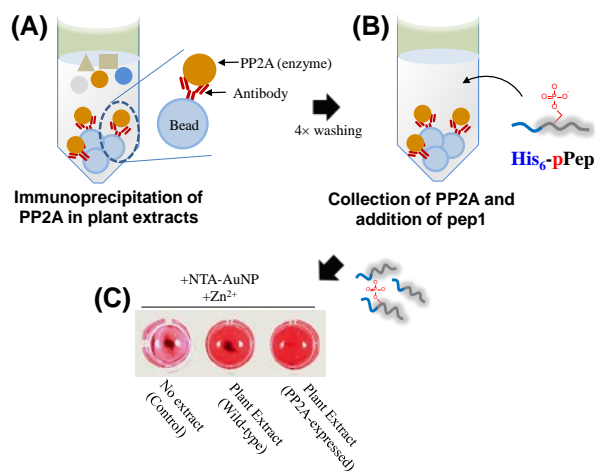 (A)
PP2A (enzyme)
Antibody
Bead
Immunoprecipitation of
PP2A in plant extracts
4× washing
(B)
His₆-pPep
Collection of PP2A and
addition of pep1
(C)
+NTA-AuNP
+Zn²⁺
No extract
(Control)
Plant Extract
(Wild-type)
Plant Extract
(PP2A-expressed)